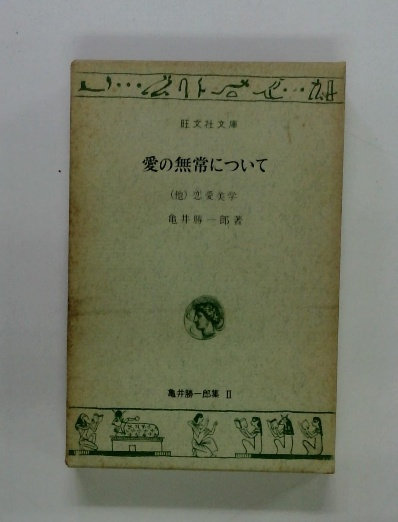 旺文社文庫
愛の無常について
(他) 恋愛美学
亀井勝一郎著
亀井勝一郎集 II